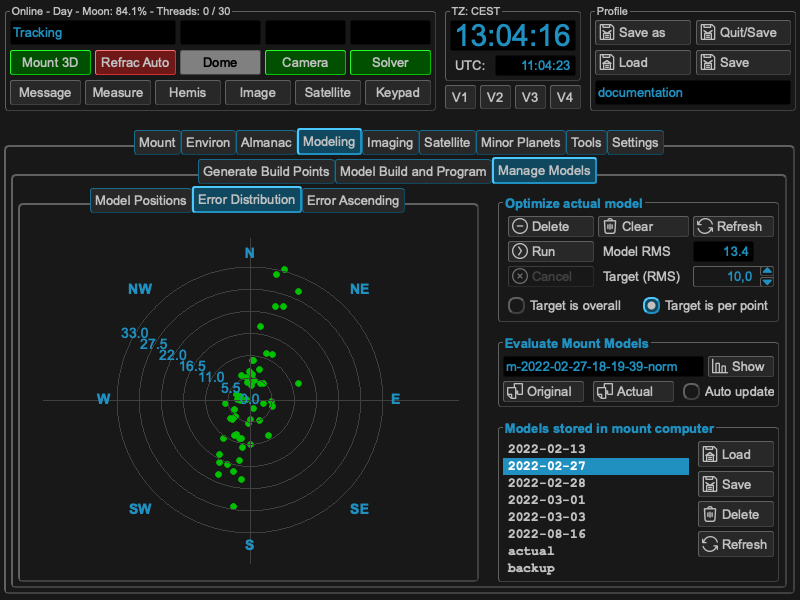 Online - Day - Moon: 84.1% - Threads: 0 / 30
Tracking
Mount 3D Refrac Auto Dome Camera Solver
Message Measure Hemis Image Satellite Keypad
TZ: CEST
13:04:16
UTC: 11:04:23
V1 V2 V3 V4
Profile
Save as Quit/Save
Load Save
documentation
Mount Environ Almanac Modeling Imaging Satellite Minor Planets Tools Settings
Generate Build Points Model Build and Program Manage Models
Model Positions Error Distribution Error Ascending
N
NW NE
33.0
27.5
22.0
16.5
11.0
5.5
0.0
W E
SW SE
S
Optimize actual model
Delete Clear Refresh
Run Model RMS 13.4
Cancel Target (RMS) 10,0
Target is overall Target is per point
Evaluate Mount Models
m-2022-02-27-18-19-39-norm Show
Original Actual Auto update
Models stored in mount computer
2022-02-13
2022-02-27
2022-02-28
2022-03-01
2022-03-03
2022-08-16
actual
backup
Load
Save
Delete
Refresh